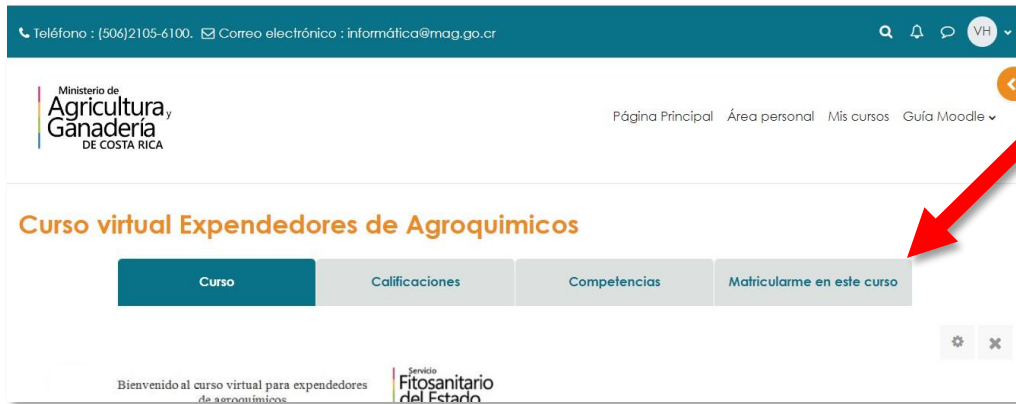 Teléfono : (506)2105-6100. Correo electrónico : informática@mag.go.cr
VH
Ministerio de
Agricultura y
Ganadería
DE COSTA RICA
Página Principal Área personal Mis cursos Guía Moodle
Curso virtual Expendedores de Agroquimicos
Curso Calificaciones Competencias Matricularme en este curso
Bienvenido al curso virtual para expendedores
de agroquímicos
Servicio
Fitosanitario
del Estado